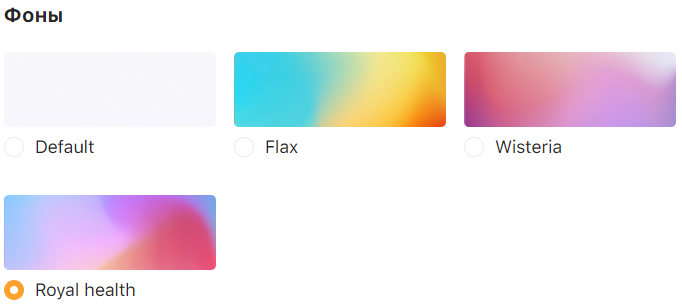 Фоны
Default
Flax
Wisteria
Royal health